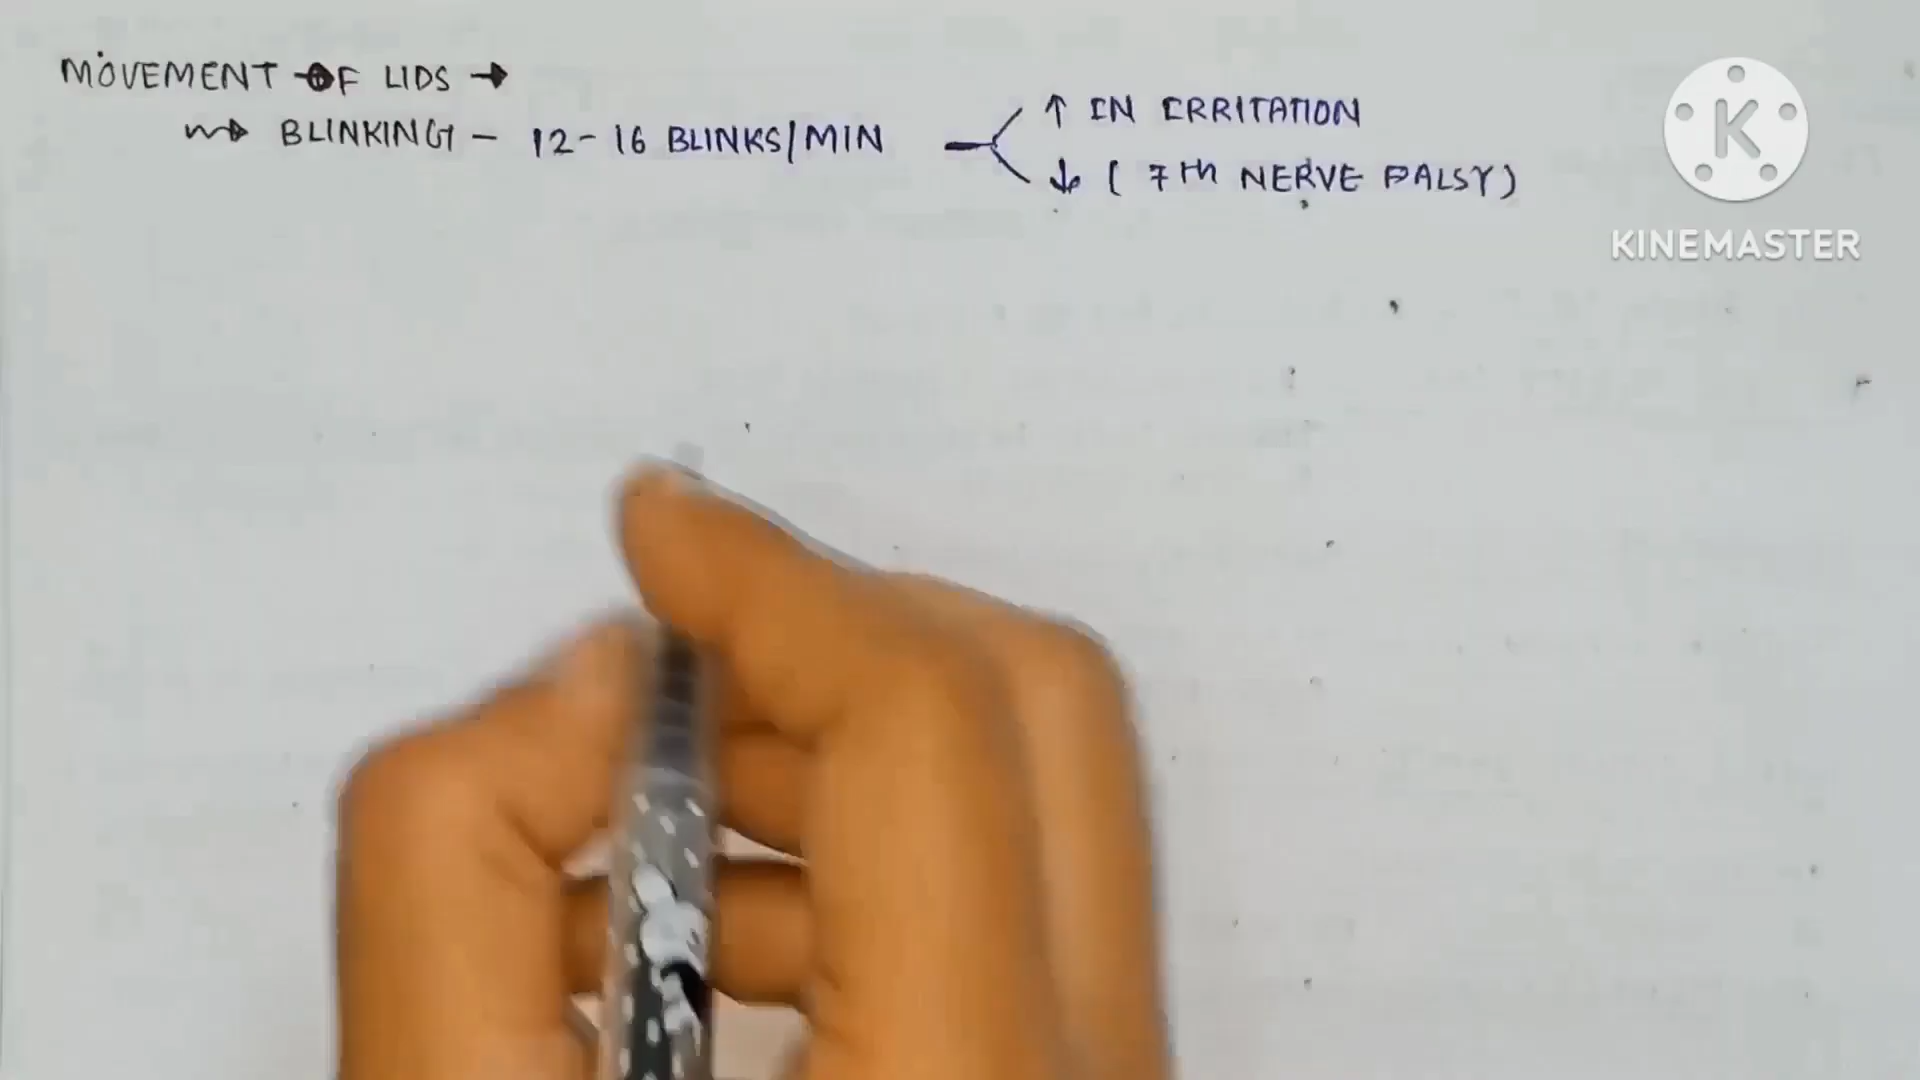 MOVEMENT OF LIDS →
BLINKING - 12-16 BLINKS/MIN
↑ IN IRRITATION
↓ ( 7th NERVE PALSY)
K
KINEMASTER